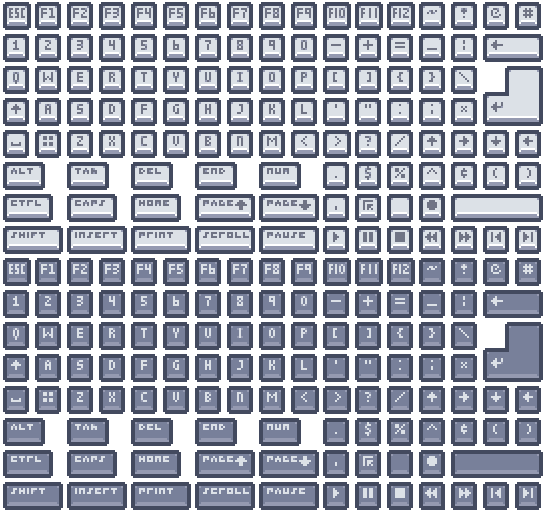 ESC F1 F2 F3 F4 F5 F6 F7 F8 F9 F10 F11 F12 ~ ! @ #
1 2 3 4 5 6 7 8 9 0 - + = _ ¦ ←
Q W E R T Y U I O P [ ] { } \
↑ A S D F G H J K L ' " : ; * ↵
Z X C V B N M < > ? / ↑ → ↓ ←
ALT TAB DEL END NUM . $ % ^ ¢ ( )
CTRL CAPS HOME PAGE↑ PAGE↓ ,
SHIFT INSERT PRINT SCROLL PAUSE
ESC F1 F2 F3 F4 F5 F6 F7 F8 F9 F10 F11 F12 ~ ! @ #
1 2 3 4 5 6 7 8 9 0 - + = _ ¦ ←
Q W E R T Y U I O P [ ] { } \
↑ A S D F G H J K L ' " : ; * ↵
Z X C V B N M < > ? / ↑ → ↓ ←
ALT TAB DEL END NUM . $ % ^ ¢ ( )
CTRL CAPS HOME PAGE↑ PAGE↓ ,
SHIFT INSERT PRINT SCROLL PAUSE